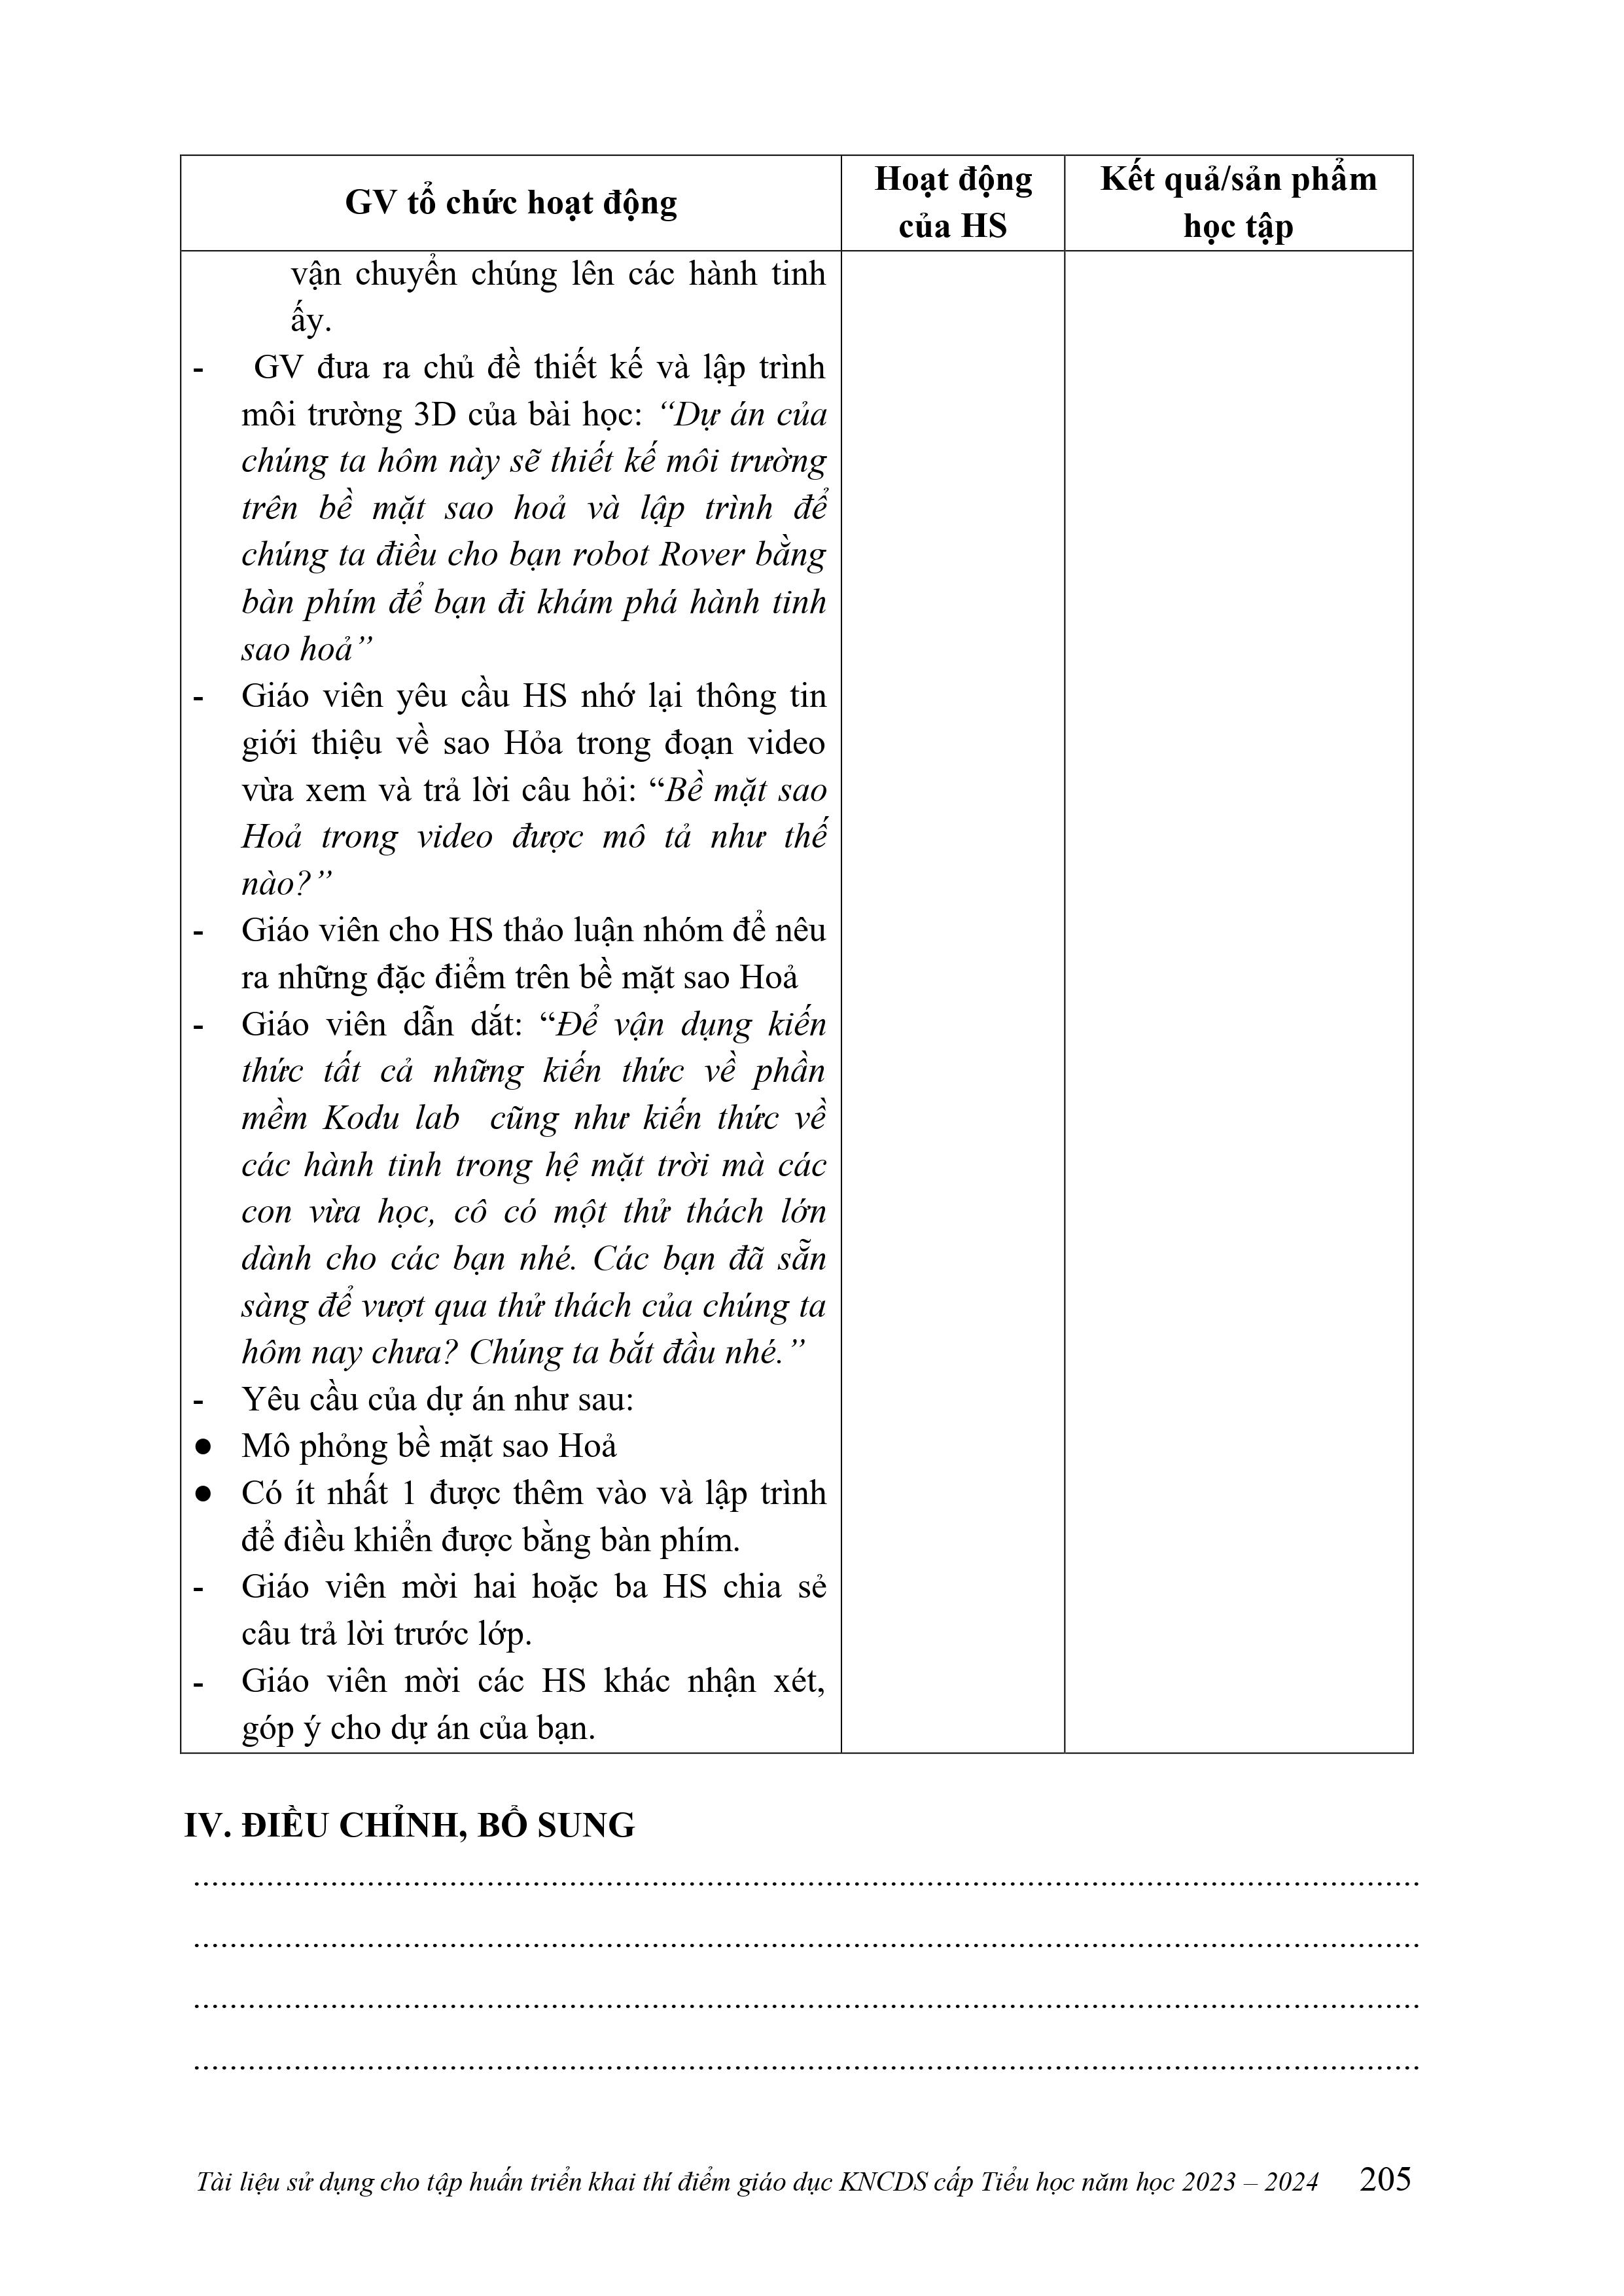 GV tổ chức hoạt động
Hoạt động
của HS
Kết quả/sản phẩm
học tập
vận chuyển chúng lên các hành tinh
ấy.
- GV đưa ra chủ đề thiết kế và lập trình
môi trường 3D của bài học: “Dự án của
chúng ta hôm này sẽ thiết kế môi trường
trên bề mặt sao hoả và lập trình để
chúng ta điều cho bạn robot Rover bằng
bàn phím để bạn đi khám phá hành tinh
sao hoả”
- Giáo viên yêu cầu HS nhớ lại thông tin
giới thiệu về sao Hỏa trong đoạn video
vừa xem và trả lời câu hỏi: “Bề mặt sao
Hoả trong video được mô tả như thế
nào?”
- Giáo viên cho HS thảo luận nhóm để nêu
ra những đặc điểm trên bề mặt sao Hoả
- Giáo viên dẫn dắt: “Để vận dụng kiến
thức tất cả những kiến thức về phần
mềm Kodu lab cũng như kiến thức về
các hành tinh trong hệ mặt trời mà các
con vừa học, cô có một thử thách lớn
dành cho các bạn nhé. Các bạn đã sẵn
sàng để vượt qua thử thách của chúng ta
hôm nay chưa? Chúng ta bắt đầu nhé.”
- Yêu cầu của dự án như sau:
● Mô phỏng bề mặt sao Hoả
● Có ít nhất 1 được thêm vào và lập trình
để điều khiển được bằng bàn phím.
- Giáo viên mời hai hoặc ba HS chia sẻ
câu trả lời trước lớp.
- Giáo viên mời các HS khác nhận xét,
góp ý cho dự án của bạn.
IV. ĐIỀU CHỈNH, BỔ SUNG
................................................................................
................................................................................
................................................................................
................................................................................
Tài liệu sử dụng cho tập huấn triển khai thí điểm giáo dục KNCDS cấp Tiểu học năm học 2023 – 2024 205